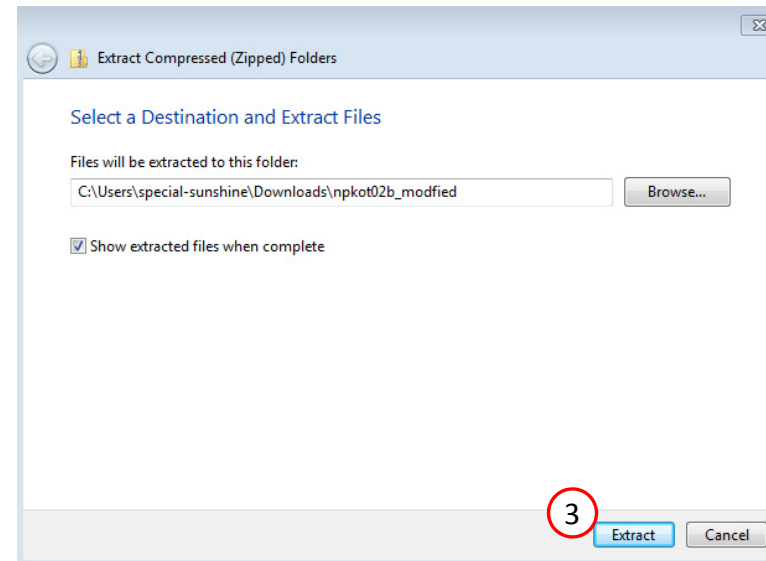 Extract Compressed (Zipped) Folders
Select a Destination and Extract Files
Files will be extracted to this folder:
C:\Users\special-sunshine\Downloads\npkot02b_modfied
Browse...
Show extracted files when complete
3
Extract
Cancel